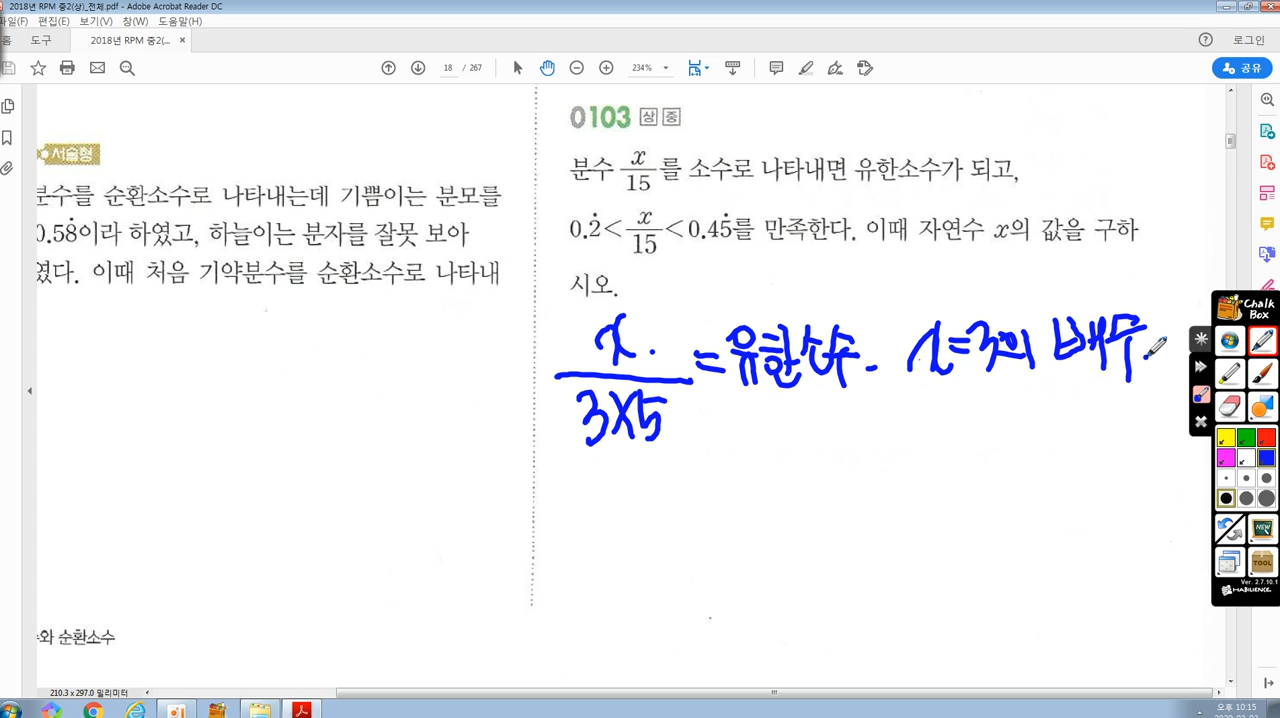 2018년 RPM 중2(상)_전체.pdf - Adobe Acrobat Reader DC
파일(F) 편집(E) 보기(V) 창(W) 도움말(H)
홈 도구 2018년 RPM 중2(... × 로그인
18 / 267 234%
공유
서술형
분수를 순환소수로 나타내는데 기쁨이는 분모를
0.58̇이라 하였고, 하늘이는 분자를 잘못 보아
였다. 이때 처음 기약분수를 순환소수로 나타내
0103 상 중
분수 x/15를 소수로 나타내면 유한소수가 되고,
0.2̇< x/15 <0.45̇를 만족한다. 이때 자연수 x의 값을 구하
시오.
x/3×5 =유한소수. x=3의 배수
Chalk Box
NEW
TOOL
Ver. 2.7.10.1
MABILIENCE
수와 순환소수
210.3 x 297.0 밀리미터
오후 10:15